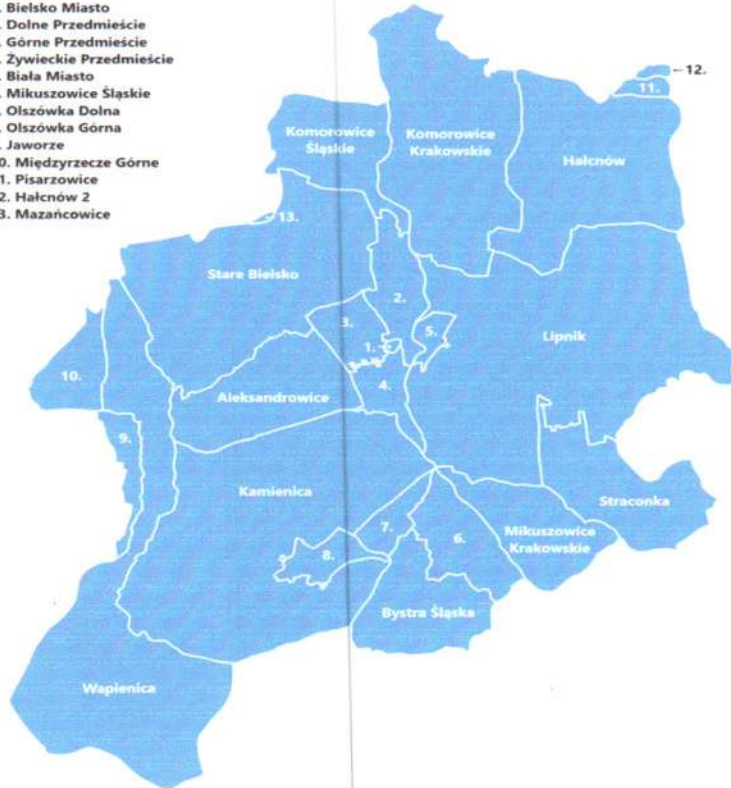 . Bielsko Miasto
. Dolne Przedmieście
. Górne Przedmieście
. Żywieckie Przedmieście
. Biała Miasto
. Mikuszowice Śląskie
. Olszówka Dolna
. Olszówka Górna
. Jaworze
0. Międzyrzecze Górne
1. Pisarzowice
2. Hałcnów 2
3. Mazańcowice
12.
11.
Komorowice
Śląskie
Komorowice
Krakowskie
Hałcnów
13.
Stare Bielsko
2.
3.
5.
1.
Lipnik
10.
4.
Aleksandrowice
9.
Kamienica
Straconka
7.
6.
Mikuszowice
Krakowskie
8.
Bystra Śląska
Wapienica